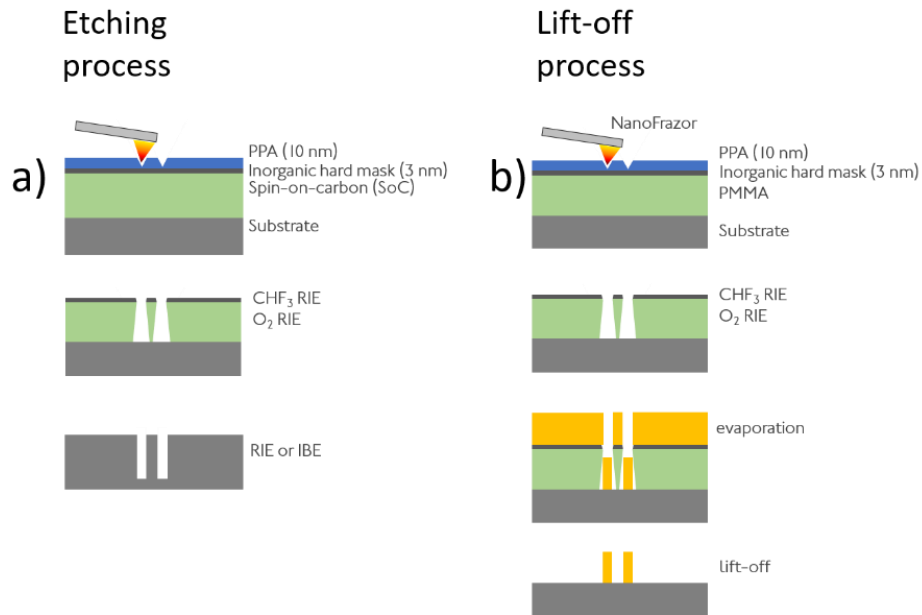 Etching
process
a)
PPA (10 nm)
Inorganic hard mask (3 nm)
Spin-on-carbon (SoC)
Substrate
CHF₃ RIE
O₂ RIE
RIE or IBE
Lift-off
process
b)
NanoFrazor
PPA (10 nm)
Inorganic hard mask (3 nm)
PMMA
Substrate
CHF₃ RIE
O₂ RIE
evaporation
lift-off